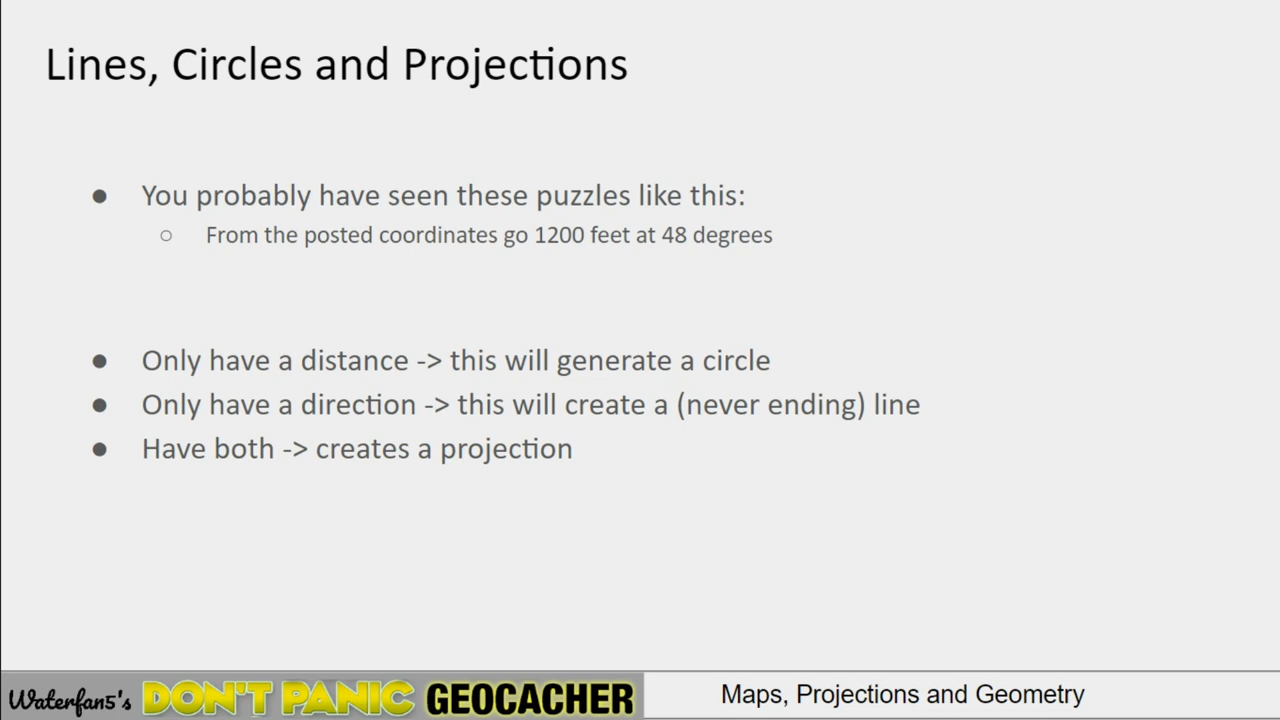 Lines, Circles and Projections
● You probably have seen these puzzles like this:
○ From the posted coordinates go 1200 feet at 48 degrees
● Only have a distance -> this will generate a circle
● Only have a direction -> this will create a (never ending) line
● Have both -> creates a projection
Waterfan5's DON'T PANIC GEOCACHER
Maps, Projections and Geometry